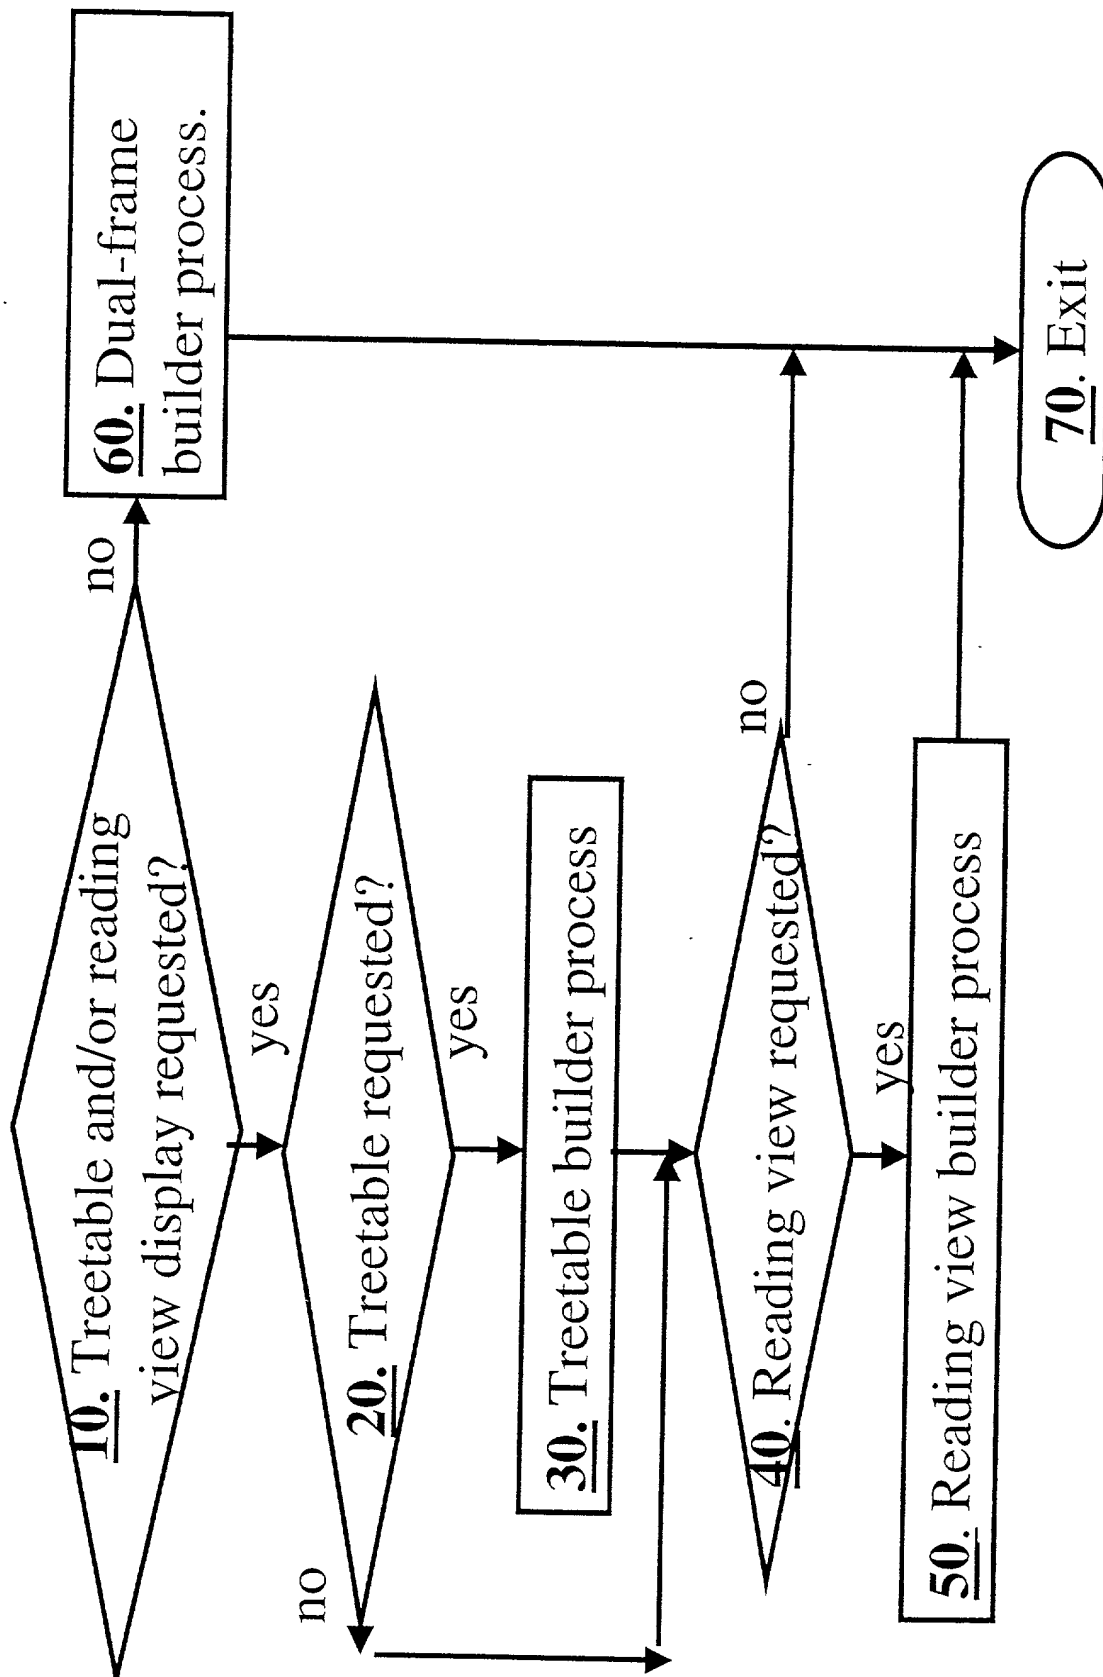 10. Treetable and/or reading
view display requested?
no
60. Dual-frame
builder process.
yes
20. Treetable requested?
no
yes
30. Treetable builder process
40. Reading view requested?
no
yes
50. Reading view builder process
70. Exit